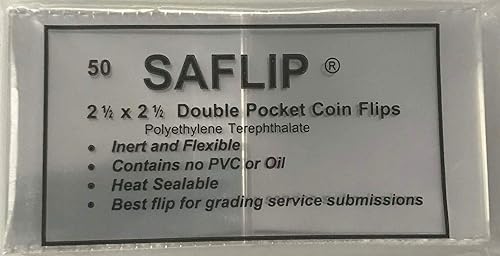 50 SAFLIP ®
2 ½ x 2 ½ Double Pocket Coin Flips
Polyethylene Terephthalate
• Inert and Flexible
• Contains no PVC or Oil
• Heat Sealable
• Best flip for grading service submissions